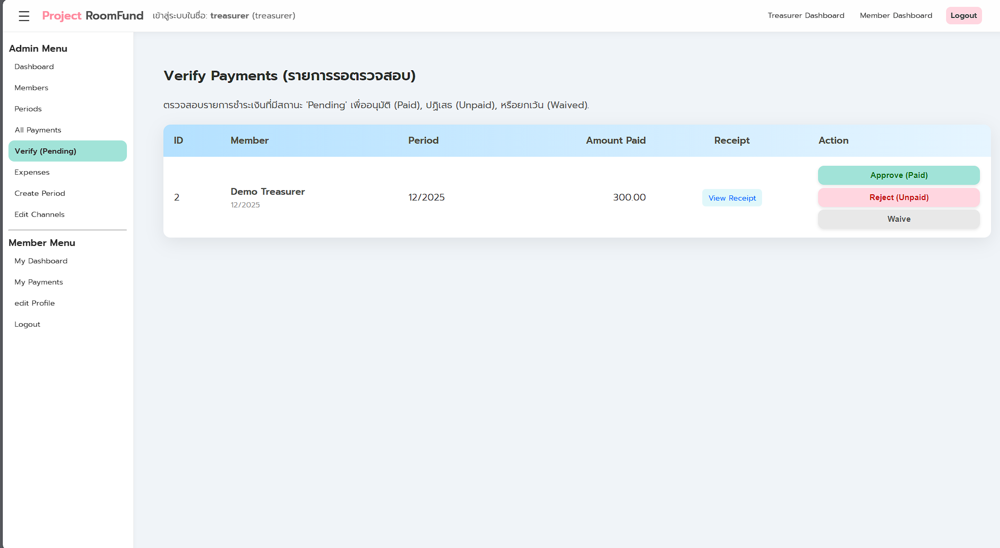 Project RoomFund เข้าสู่ระบบในชื่อ: treasurer (treasurer) Treasurer Dashboard Member Dashboard Logout
Admin Menu
Dashboard
Members
Periods
All Payments
Verify (Pending)
Expenses
Create Period
Edit Channels
Member Menu
My Dashboard
My Payments
edit Profile
Logout
Verify Payments (รายการรอตรวจสอบ)
ตรวจสอบรายการชำระเงินที่มีสถานะ 'Pending' เพื่ออนุมัติ (Paid), ปฏิเสธ (Unpaid), หรือยกเว้น (Waived).
ID Member Period Amount Paid Receipt Action
2 Demo Treasurer 12/2025 300.00 View Receipt
12/2025
Approve (Paid)
Reject (Unpaid)
Waive